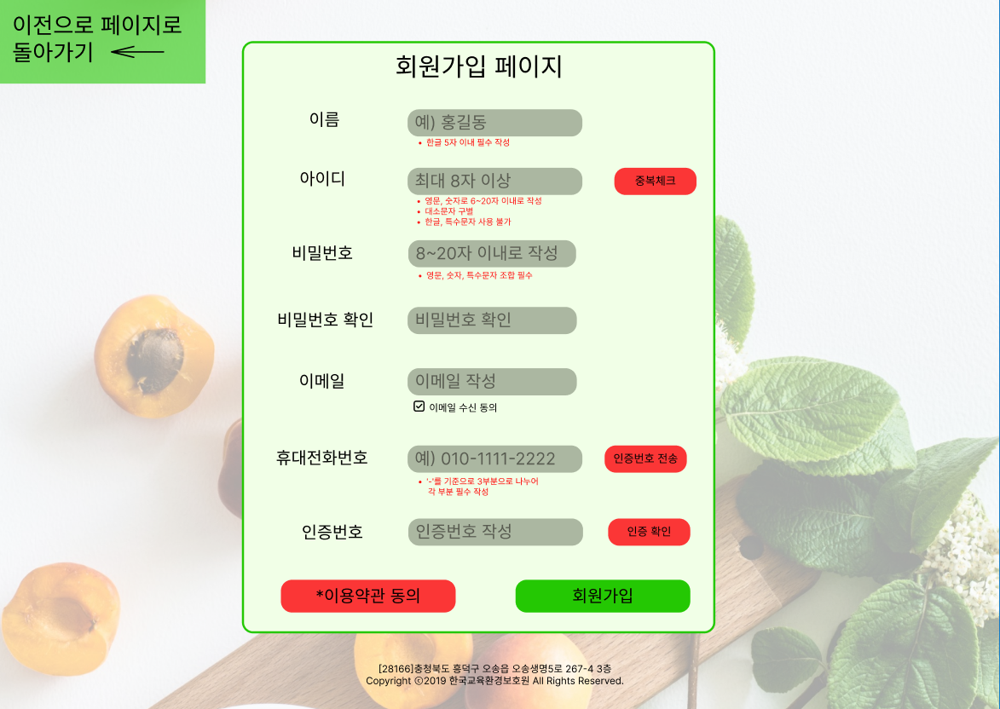 이전으로 페이지로
돌아가기
회원가입 페이지
이름
예) 홍길동
• 한글 5자 이내 필수 작성
아이디
최대 8자 이상
중복체크
• 영문, 숫자로 6~20자 이내로 작성
• 대소문자 구별
• 한글, 특수문자 사용 불가
비밀번호
8~20자 이내로 작성
• 영문, 숫자, 특수문자 조합 필수
비밀번호 확인
비밀번호 확인
이메일
이메일 작성
이메일 수신 동의
휴대전화번호
예) 010-1111-2222
인증번호 전송
• '-'를 기준으로 3부분으로 나누어
각 부분 필수 작성
인증번호
인증번호 작성
인증 확인
*이용약관 동의
회원가입
[28166]충청북도 흥덕구 오송읍 오송생명5로 267-4 3층
Copyright ⓒ2019 한국교육환경보호원 All Rights Reserved.